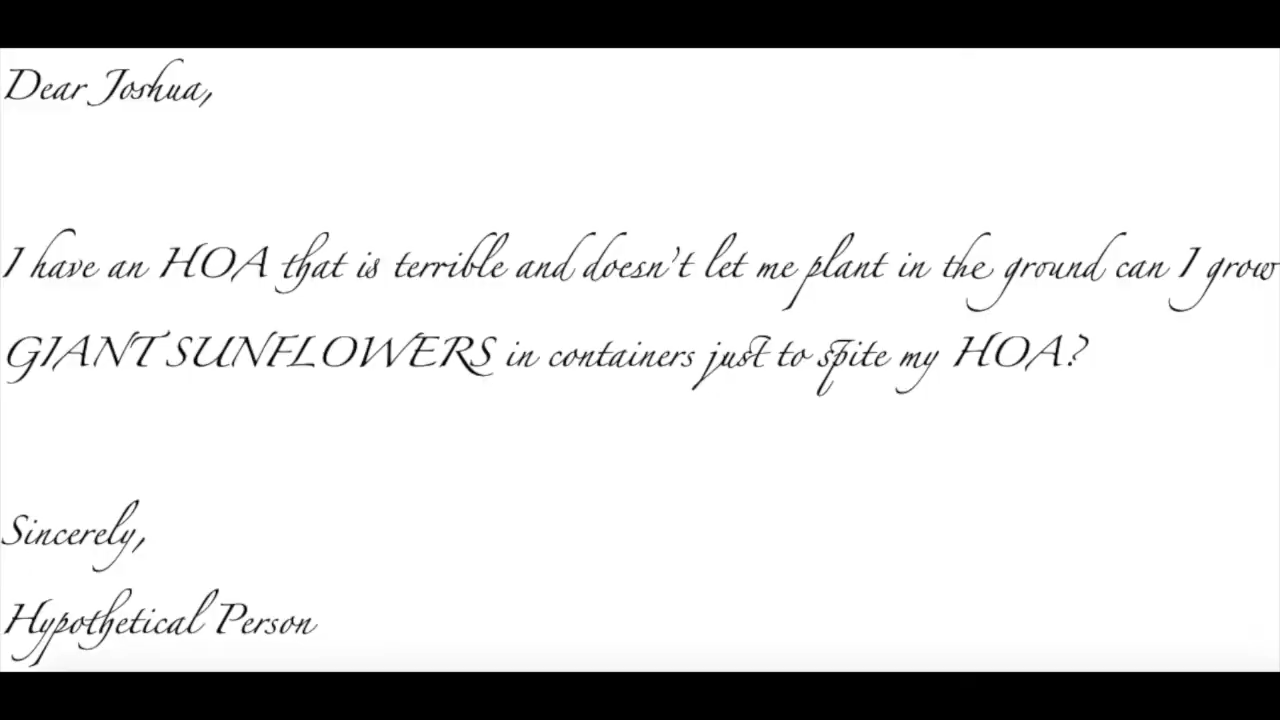 Dear Joshua,
I have an HOA that is terrible and doesn't let me plant in the ground can I grow
GIANT SUNFLOWERS in containers just to spite my HOA?
Sincerely,
Hypothetical Person